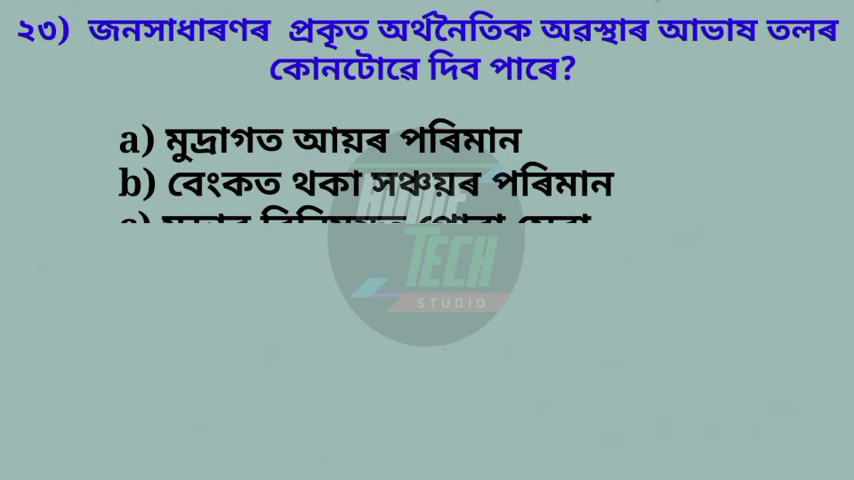 ২৩) জনসাধাৰণৰ প্ৰকৃত অৰ্থনৈতিক অৱস্থাৰ আভাষ তলৰ
কোনটোৱে দিব পাৰে?
a) মুদ্ৰাগত আয়ৰ পৰিমান
b) বেংকত থকা সঞ্চয়ৰ পৰিমান
TECH
STUDIO